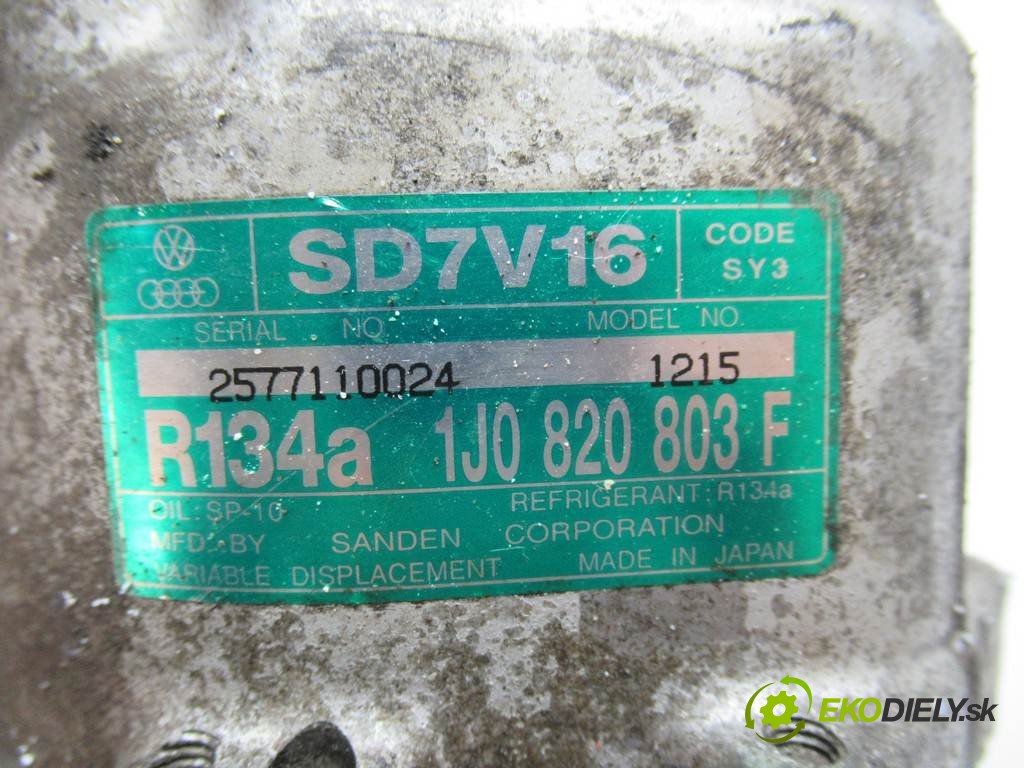 SD7V16
CODE
SY3
SERIAL NO.
MODEL NO.
2577110024
1215
R134a
1J0 820 803 F
OIL: SP-10
REFRIGERANT: R134a
MFD. BY SANDEN CORPORATION
VARIABLE DISPLACEMENT
MADE IN JAPAN
EKODIELY.sk